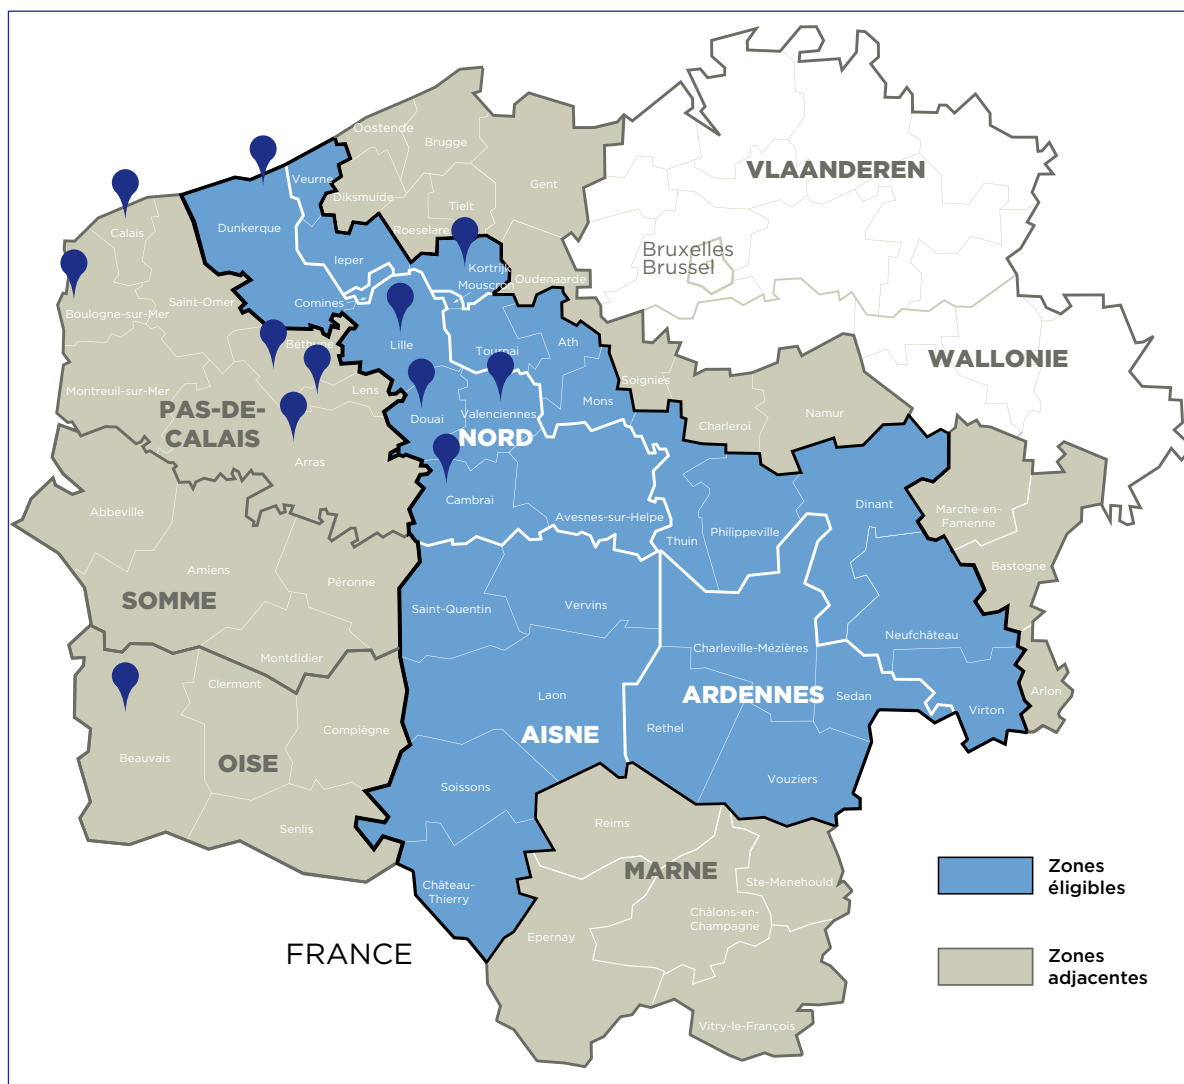 Oostende
Brugge
VLAANDEREN
Veurne
Diksmuide
Gent
Tielt
Dunkerque
Calais
Roeselare
Bruxelles
Brussel
Ieper
Kortrijk
Mouscron
Oudenaarde
Saint-Omer
Comines
Boulogne-sur-Mer
Béthune
Lille
Tournai
Ath
WALLONIE
Soignies
Montreuil-sur-Mer
Lens
Mons
PAS-DE-
CALAIS
Douai
Valenciennes
NORD
Charleroi
Namur
Arras
Cambrai
Dinant
Abbeville
Avesnes-sur-Helpe
Marche-en-
Famenne
Thuin
Philippeville
Bastogne
Amiens
Péronne
SOMME
Saint-Quentin
Vervins
Neufchâteau
Montdidier
Charleville-Mézières
Clermont
Laon
ARDENNES
Sedan
Arlon
Virton
Compiègne
Rethel
AISNE
Beauvais
OISE
Soissons
Vouziers
Senlis
Reims
MARNE
Zones
éligibles
Château-
Thierry
Ste-Menehould
Châlons-en-
Champagne
Epernay
FRANCE
Zones
adjacentes
Vitry-le-François